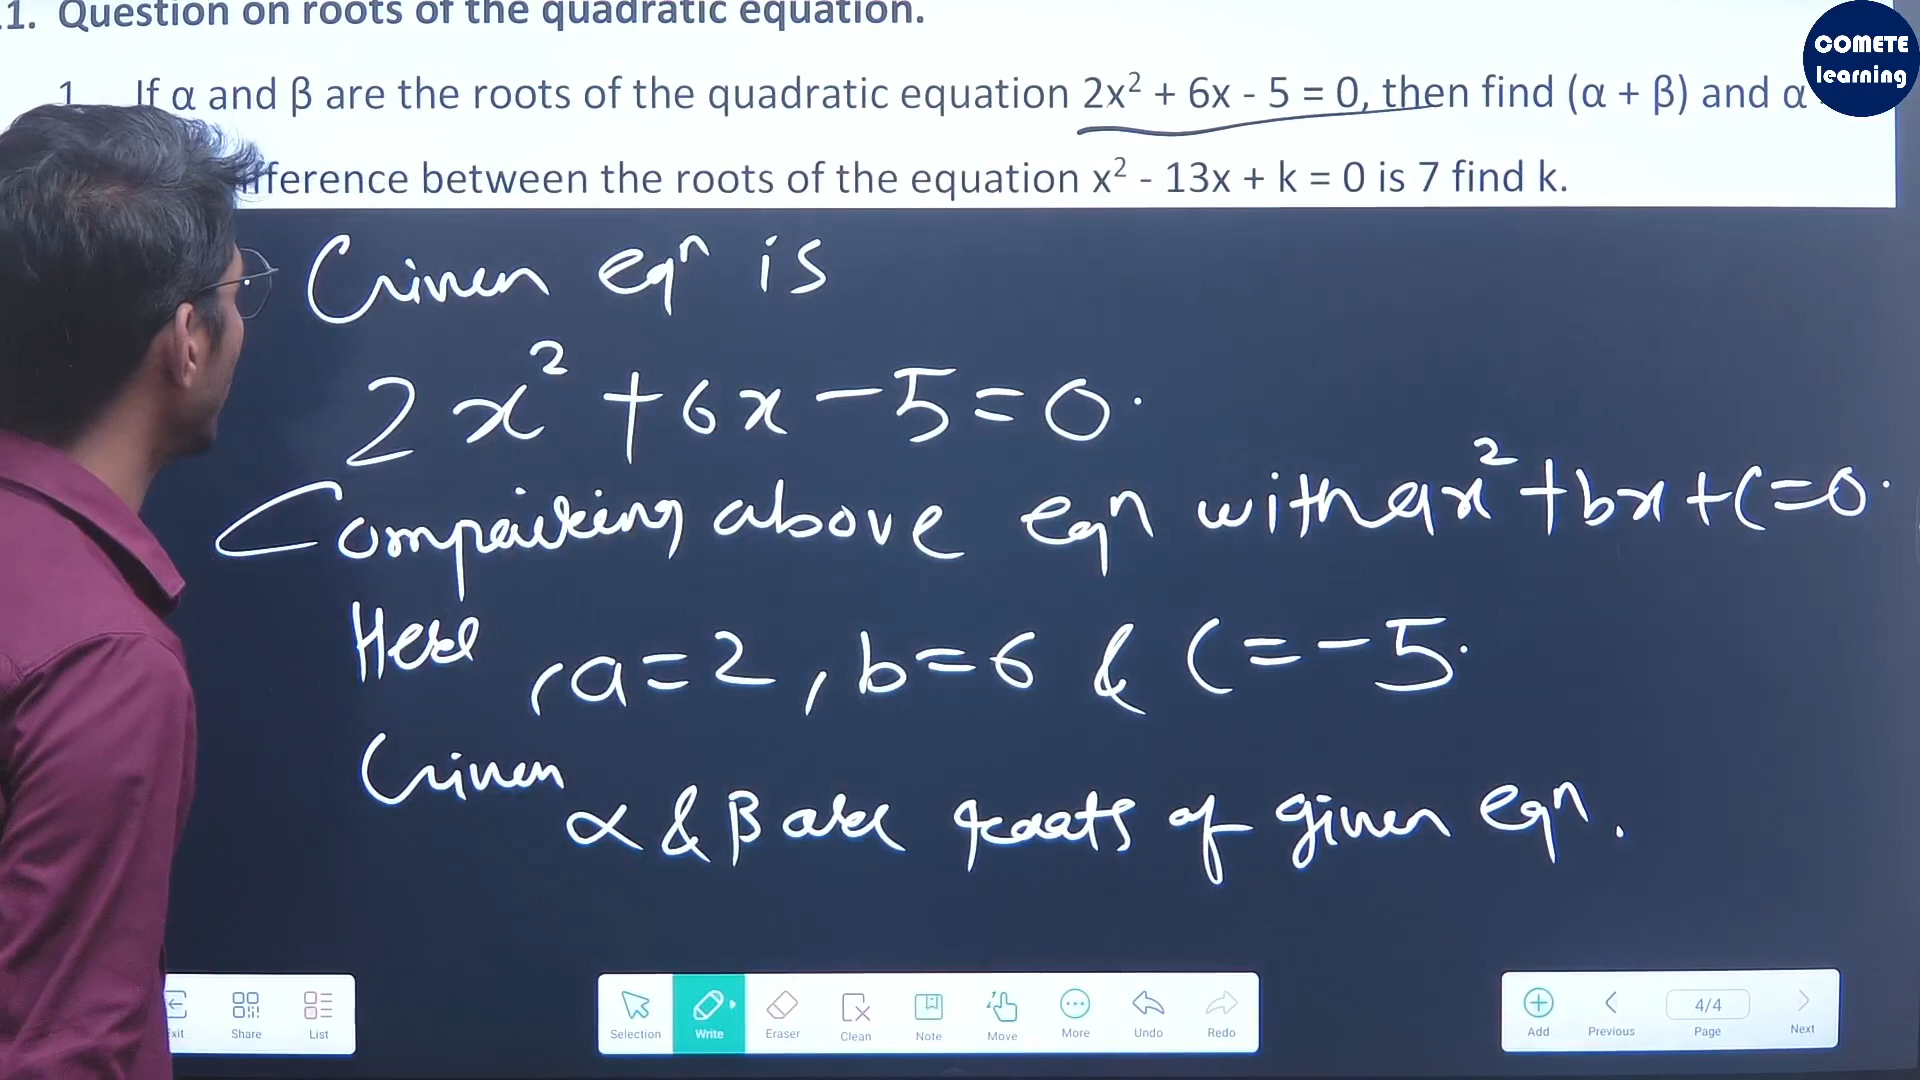 1. Question on roots of the quadratic equation.
COMETE
learning
1. If α and β are the roots of the quadratic equation 2x² + 6x - 5 = 0, then find (α + β) and α
ifference between the roots of the equation x² - 13x + k = 0 is 7 find k.
Given eqn is
2x² + 6x - 5 = 0.
Comparing above eqn with ax² + bx + c = 0.
Here, a = 2, b = 6 & c = -5.
Given
α & β are roots of given eqn.
Exit Share List Selection Write Eraser Clean Note Move More Undo Redo Add Previous 4/4 Page Next